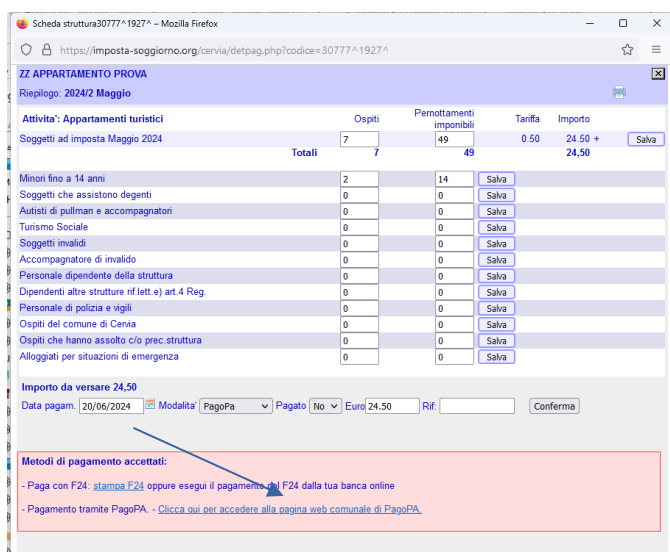 Scheda struttura30777^1927^ – Mozilla Firefox
https://imposta-soggiorno.org/cervia/detpag.php?codice=30777^1927^
ZZ APPARTAMENTO PROVA
Riepilogo: 2024/2 Maggio
Attivita': Appartamenti turistici Ospiti Pernottamenti imponibili Tariffa Importo
Soggetti ad imposta Maggio 2024 7 49 0.50 24.50 + Salva
Totali 7 49 24,50
Minori fino a 14 anni 2 14 Salva
Soggetti che assistono degenti 0 0 Salva
Autisti di pullman e accompagnatori 0 0 Salva
Turismo Sociale 0 0 Salva
Soggetti invalidi 0 0 Salva
Accompagnatore di invalido 0 0 Salva
Personale dipendente della struttura 0 0 Salva
Dipendenti altre strutture rif.lett.e) art.4 Reg. 0 0 Salva
Personale di polizia e vigili 0 0 Salva
Ospiti del comune di Cervia 0 0 Salva
Ospiti che hanno assolto c/o prec.struttura 0 0 Salva
Alloggiati per situazioni di emergenza 0 0 Salva
Importo da versare 24,50
Data pagam. 20/06/2024 Modalita' PagoPa Pagato No Euro 24.50 Rif: Conferma
Metodi di pagamento accettati:
- Paga con F24: stampa F24 oppure esegui il pagamento del F24 dalla tua banca online
- Pagamento tramite PagoPA. - Clicca qui per accedere alla pagina web comunale di PagoPA.